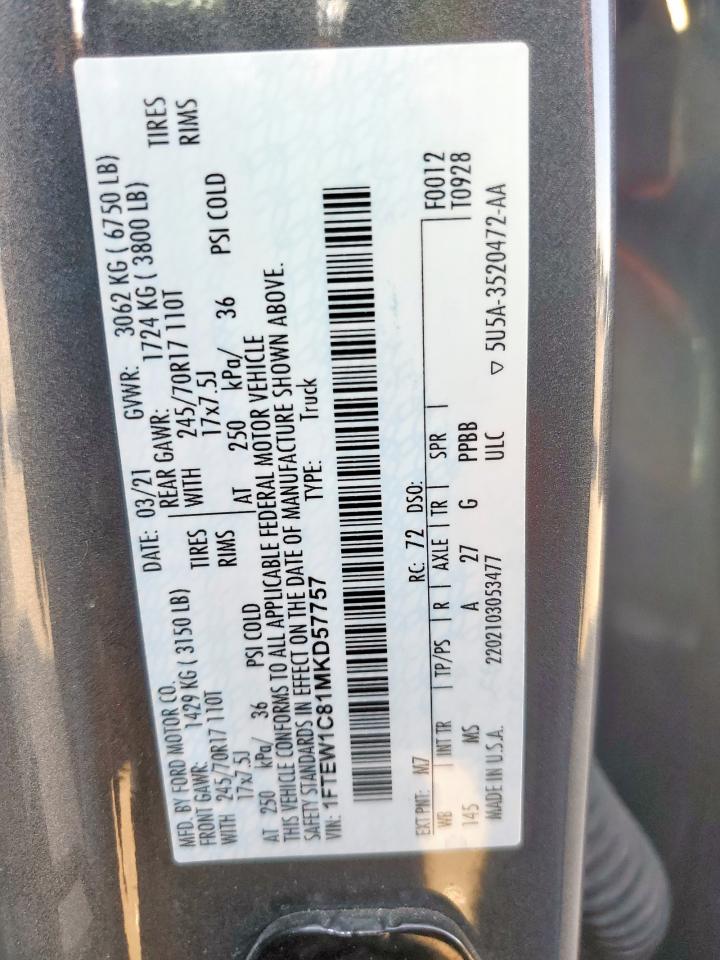 MFD. BY FORD MOTOR CO.
DATE: 03/21 GVWR: 3062 KG ( 6750 LB)
FRONT GAWR: 1429 KG ( 3150 LB) REAR GAWR: 1724 KG ( 3800 LB)
WITH 245/70R17 110T TIRES WITH 245/70R17 110T TIRES
17x7.5J RIMS 17x7.5J RIMS
AT 250 kPa/ 36 PSI COLD AT 250 kPa/ 36 PSI COLD
THIS VEHICLE CONFORMS TO ALL APPLICABLE FEDERAL MOTOR VEHICLE
SAFETY STANDARDS IN EFFECT ON THE DATE OF MANUFACTURE SHOWN ABOVE.
VIN: 1FTEW1C81MKD57757 TYPE: Truck
EXT PNT: M7 RC: 72 DSO: F0012
WB INT TR TP/PS R AXLE TR SPR T0928
145 MS A 27 G PPBB
MADE IN U.S.A. 2202103053477 ULC ▽ 5U5A-3520472-AA